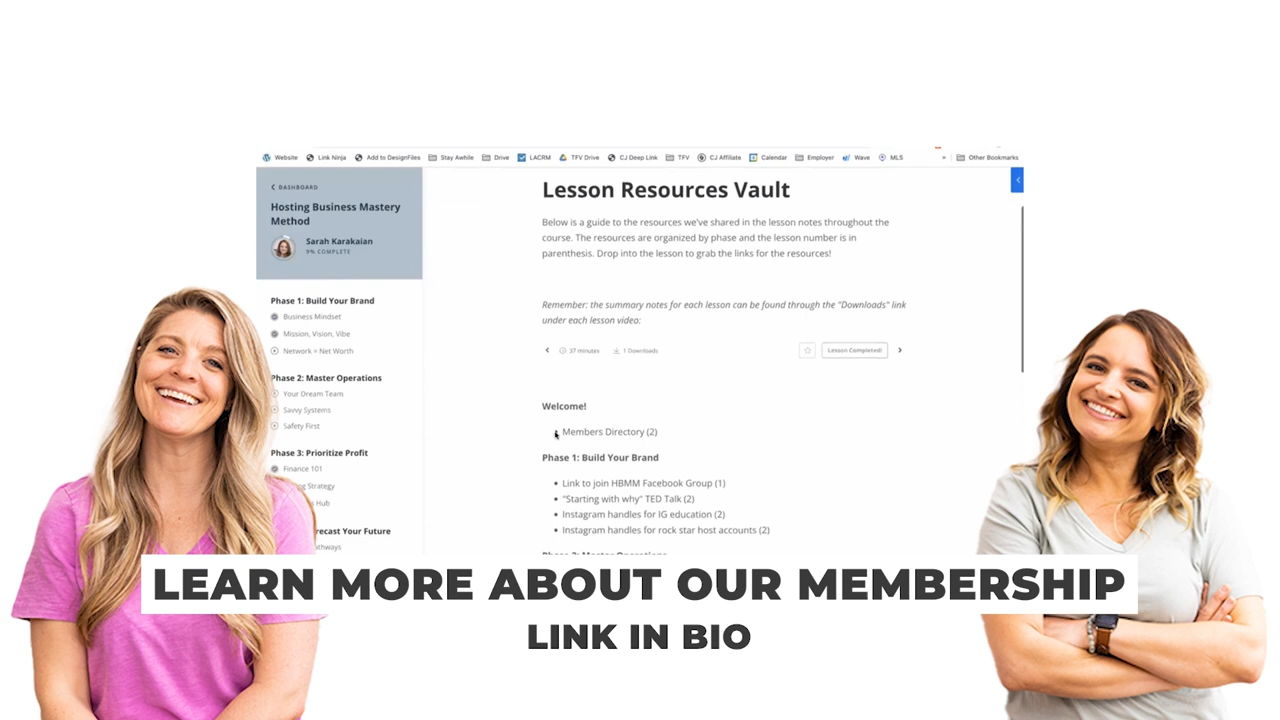 Website Link Ninja Add to DesignFiles Stay Awhile Drive LACRM TFV Drive CJ Deep Link TFV CJ Affiliate Calendar Employer Wave MLS » Other Bookmarks
DASHBOARD
Hosting Business Mastery
Method
Sarah Karakaian
9% COMPLETE
Phase 1: Build Your Brand
Business Mindset
Mission, Vision, Vibe
Network = Net Worth
Phase 2: Master Operations
Your Dream Team
Savvy Systems
Safety First
Phase 3: Prioritize Profit
Finance 101
Strategy
Hub
Your Future
Lesson Resources Vault
Below is a guide to the resources we've shared in the lesson notes throughout the
course. The resources are organized by phase and the lesson number is in
parenthesis. Drop into the lesson to grab the links for the resources!
Remember: the summary notes for each lesson can be found through the "Downloads" link
under each lesson video:
37 minutes 1 Downloads Lesson Completed!
Welcome!
• Members Directory (2)
Phase 1: Build Your Brand
• Link to join HBMM Facebook Group (1)
• "Starting with why" TED Talk (2)
• Instagram handles for IG education (2)
• Instagram handles for rock star host accounts (2)
LEARN MORE ABOUT OUR MEMBERSHIP
LINK IN BIO